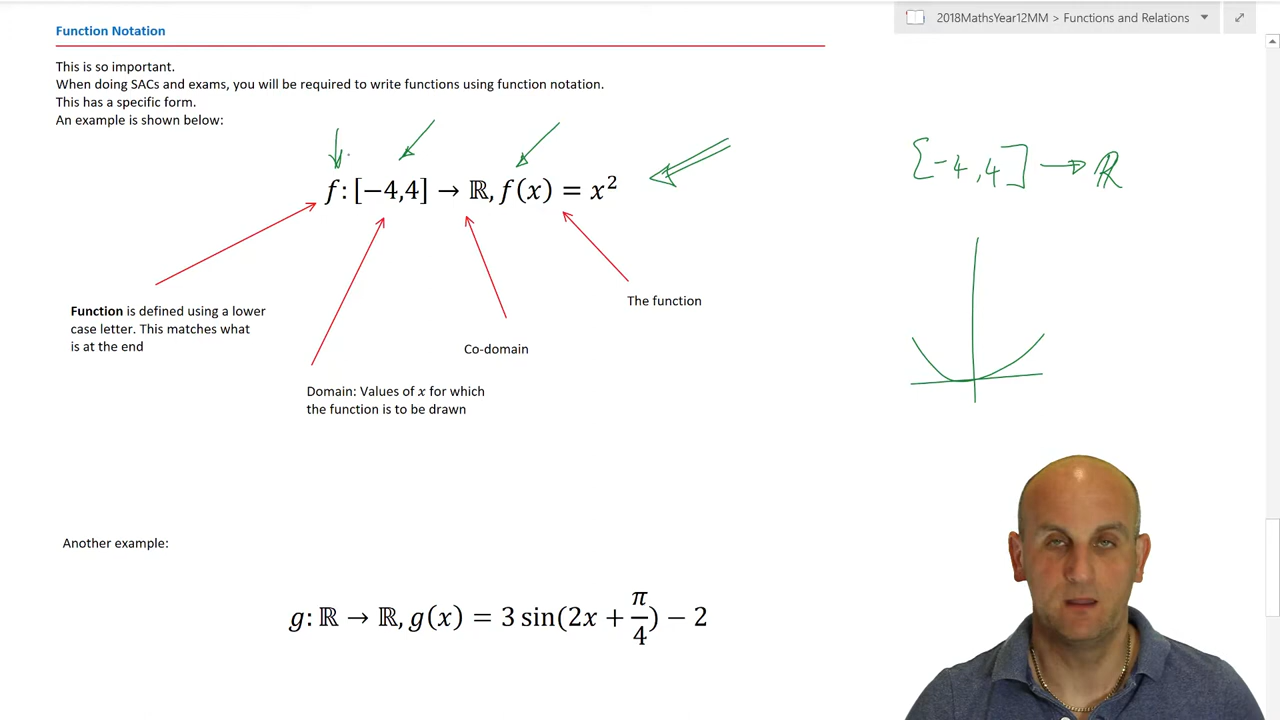 Function Notation
2018MathsYear12MM > Functions and Relations
This is so important.
When doing SACs and exams, you will be required to write functions using function notation.
This has a specific form.
An example is shown below:
[-4,4] → ℝ
f: [−4,4] → ℝ, f(x) = x²
The function
Function is defined using a lower
case letter. This matches what
is at the end
Co-domain
Domain: Values of x for which
the function is to be drawn
Another example:
g: ℝ → ℝ, g(x) = 3 sin(2x + π/4) − 2